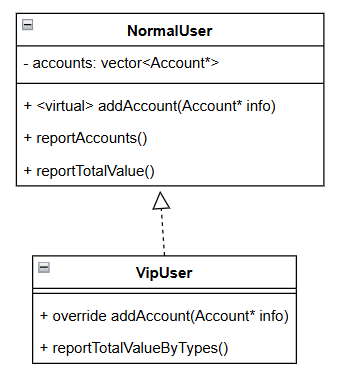 NormalUser
- accounts: vector<Account*>
+ <virtual> addAccount(Account* info)
+ reportAccounts()
+ reportTotalValue()
VipUser
+ override addAccount(Account* info)
+ reportTotalValueByTypes()